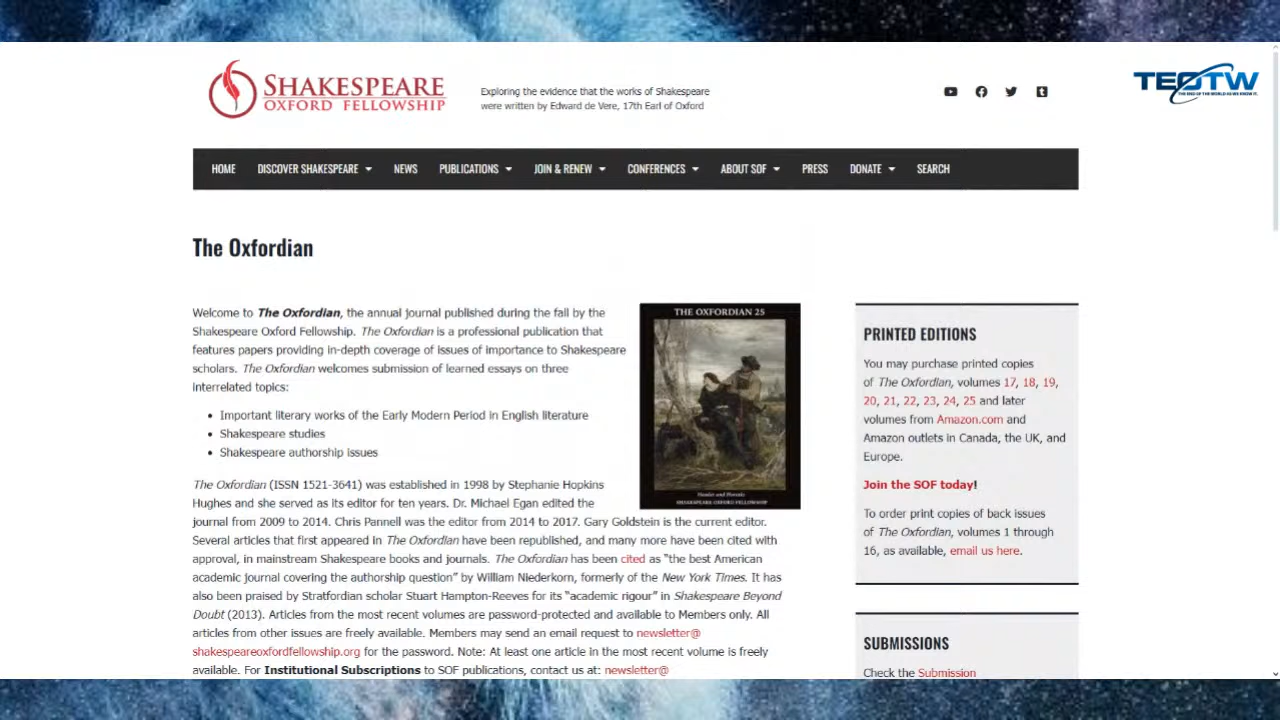 SHAKESPEARE
OXFORD FELLOWSHIP
Exploring the evidence that the works of Shakespeare
were written by Edward de Vere, 17th Earl of Oxford
TEOTW
THE END OF THE WORLD AS WE KNOW IT.
HOME DISCOVER SHAKESPEARE NEWS PUBLICATIONS JOIN & RENEW CONFERENCES ABOUT SOF PRESS DONATE SEARCH
The Oxfordian
Welcome to The Oxfordian, the annual journal published during the fall by the
Shakespeare Oxford Fellowship. The Oxfordian is a professional publication that
features papers providing in-depth coverage of issues of importance to Shakespeare
scholars. The Oxfordian welcomes submission of learned essays on three
interrelated topics:
• Important literary works of the Early Modern Period in English literature
• Shakespeare studies
• Shakespeare authorship issues
The Oxfordian (ISSN 1521-3641) was established in 1998 by Stephanie Hopkins
Hughes and she served as its editor for ten years. Dr. Michael Egan edited the
journal from 2009 to 2014. Chris Pannell was the editor from 2014 to 2017. Gary Goldstein is the current editor.
Several articles that first appeared in The Oxfordian have been republished, and many more have been cited with
approval, in mainstream Shakespeare books and journals. The Oxfordian has been cited as “the best American
academic journal covering the authorship question” by William Niederkorn, formerly of the New York Times. It has
also been praised by Stratfordian scholar Stuart Hampton-Reeves for its “academic rigour” in Shakespeare Beyond
Doubt (2013). Articles from the most recent volumes are password-protected and available to Members only. All
articles from other issues are freely available. Members may send an email request to newsletter@
shakespeareoxfordfellowship.org for the password. Note: At least one article in the most recent volume is freely
available. For Institutional Subscriptions to SOF publications, contact us at: newsletter@
THE OXFORDIAN 25
Hamlet and Horatio
SHAKESPEARE OXFORD FELLOWSHIP
PRINTED EDITIONS
You may purchase printed copies
of The Oxfordian, volumes 17, 18, 19,
20, 21, 22, 23, 24, 25 and later
volumes from Amazon.com and
Amazon outlets in Canada, the UK, and
Europe.
Join the SOF today!
To order print copies of back issues
of The Oxfordian, volumes 1 through
16, as available, email us here.
SUBMISSIONS
Check the Submission